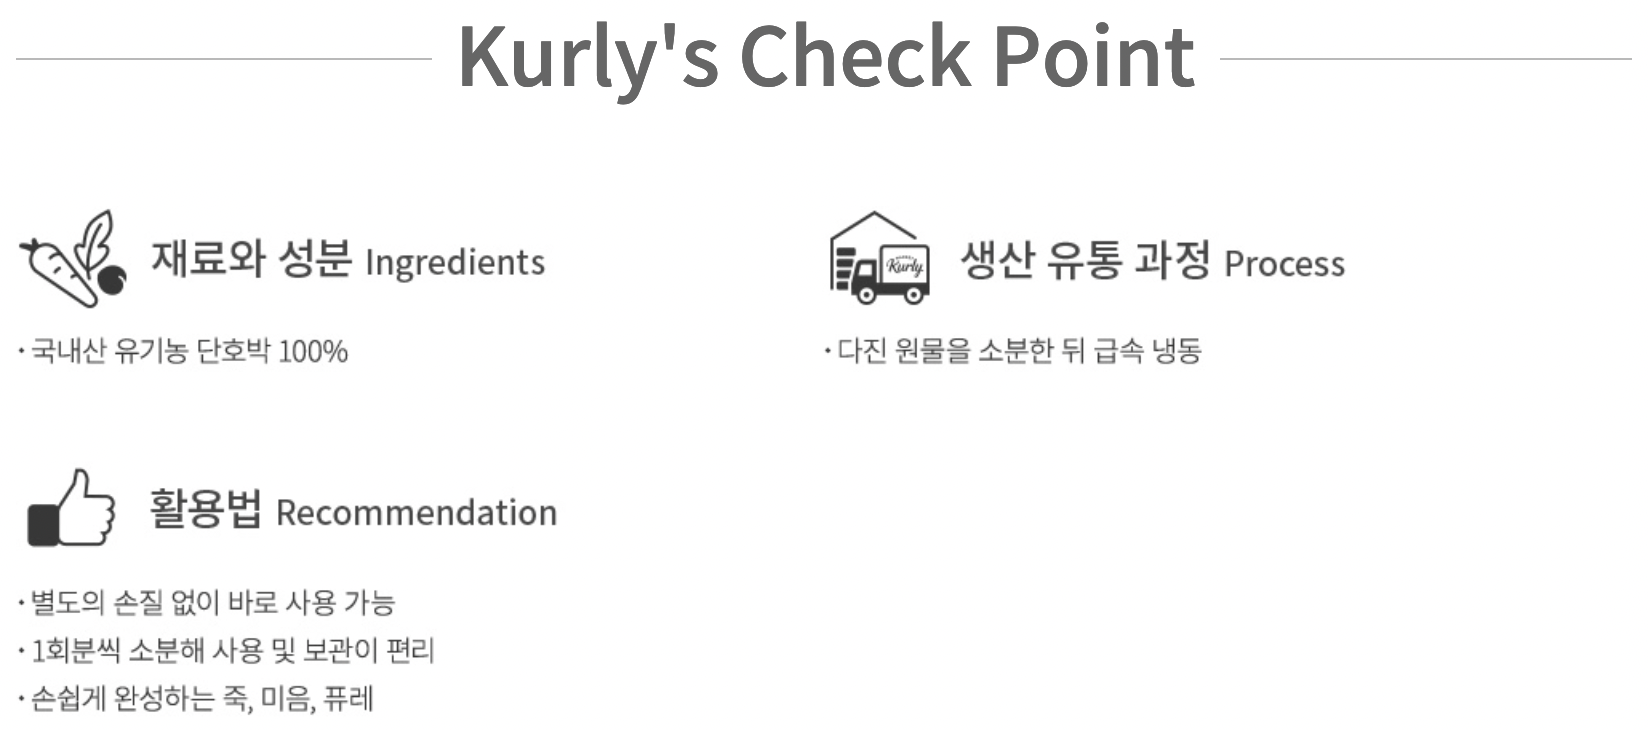 Kurly's Check Point
재료와 성분 Ingredients
· 국내산 유기농 단호박 100%
Kurly
생산 유통 과정 Process
· 다진 원물을 소분한 뒤 급속 냉동
활용법 Recommendation
· 별도의 손질 없이 바로 사용 가능
· 1회분씩 소분해 사용 및 보관이 편리
· 손쉽게 완성하는 죽, 미음, 퓨레